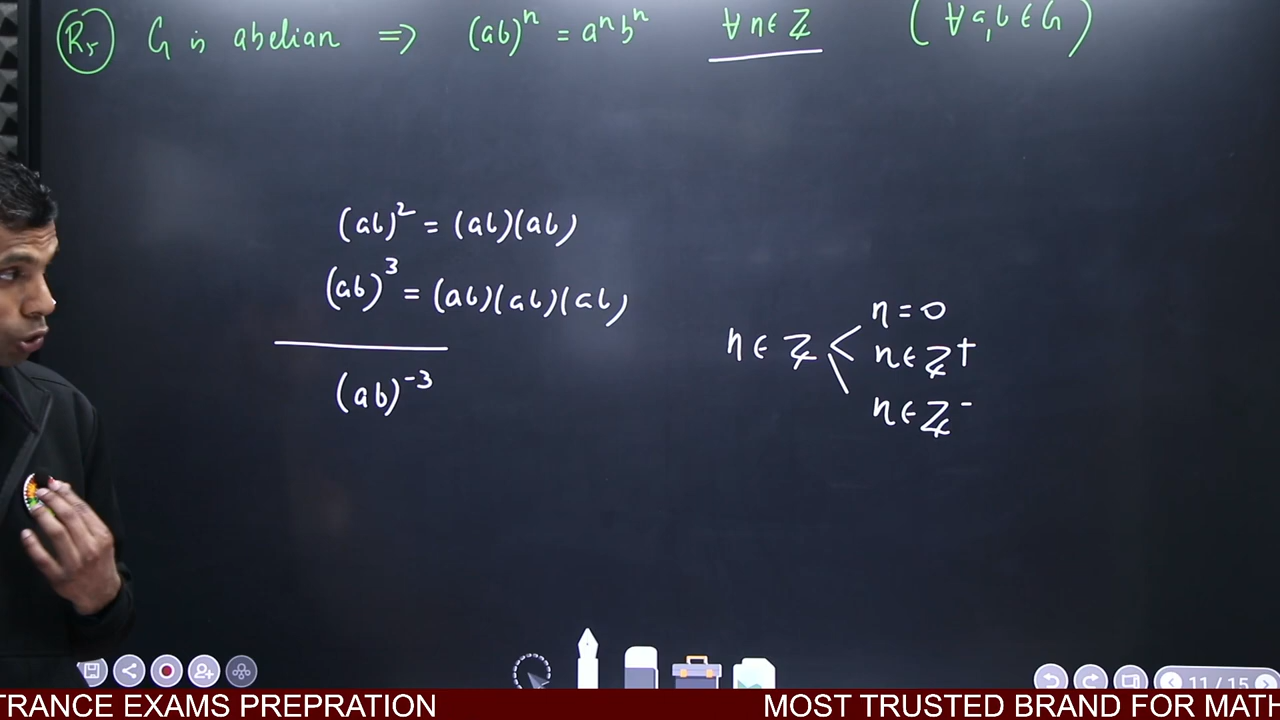 R₅ G is abelian ⇒ (ab)ⁿ = aⁿbⁿ ∀ n ∈ ℤ (∀ a,b ∈ G)
(ab)² = (ab)(ab)
(ab)³ = (ab)(ab)(ab)
(ab)⁻³
n = 0
n ∈ ℤ < n ∈ ℤ⁺
n ∈ ℤ⁻
11 / 15
TRANCE EXAMS PREPRATION MOST TRUSTED BRAND FOR MATH